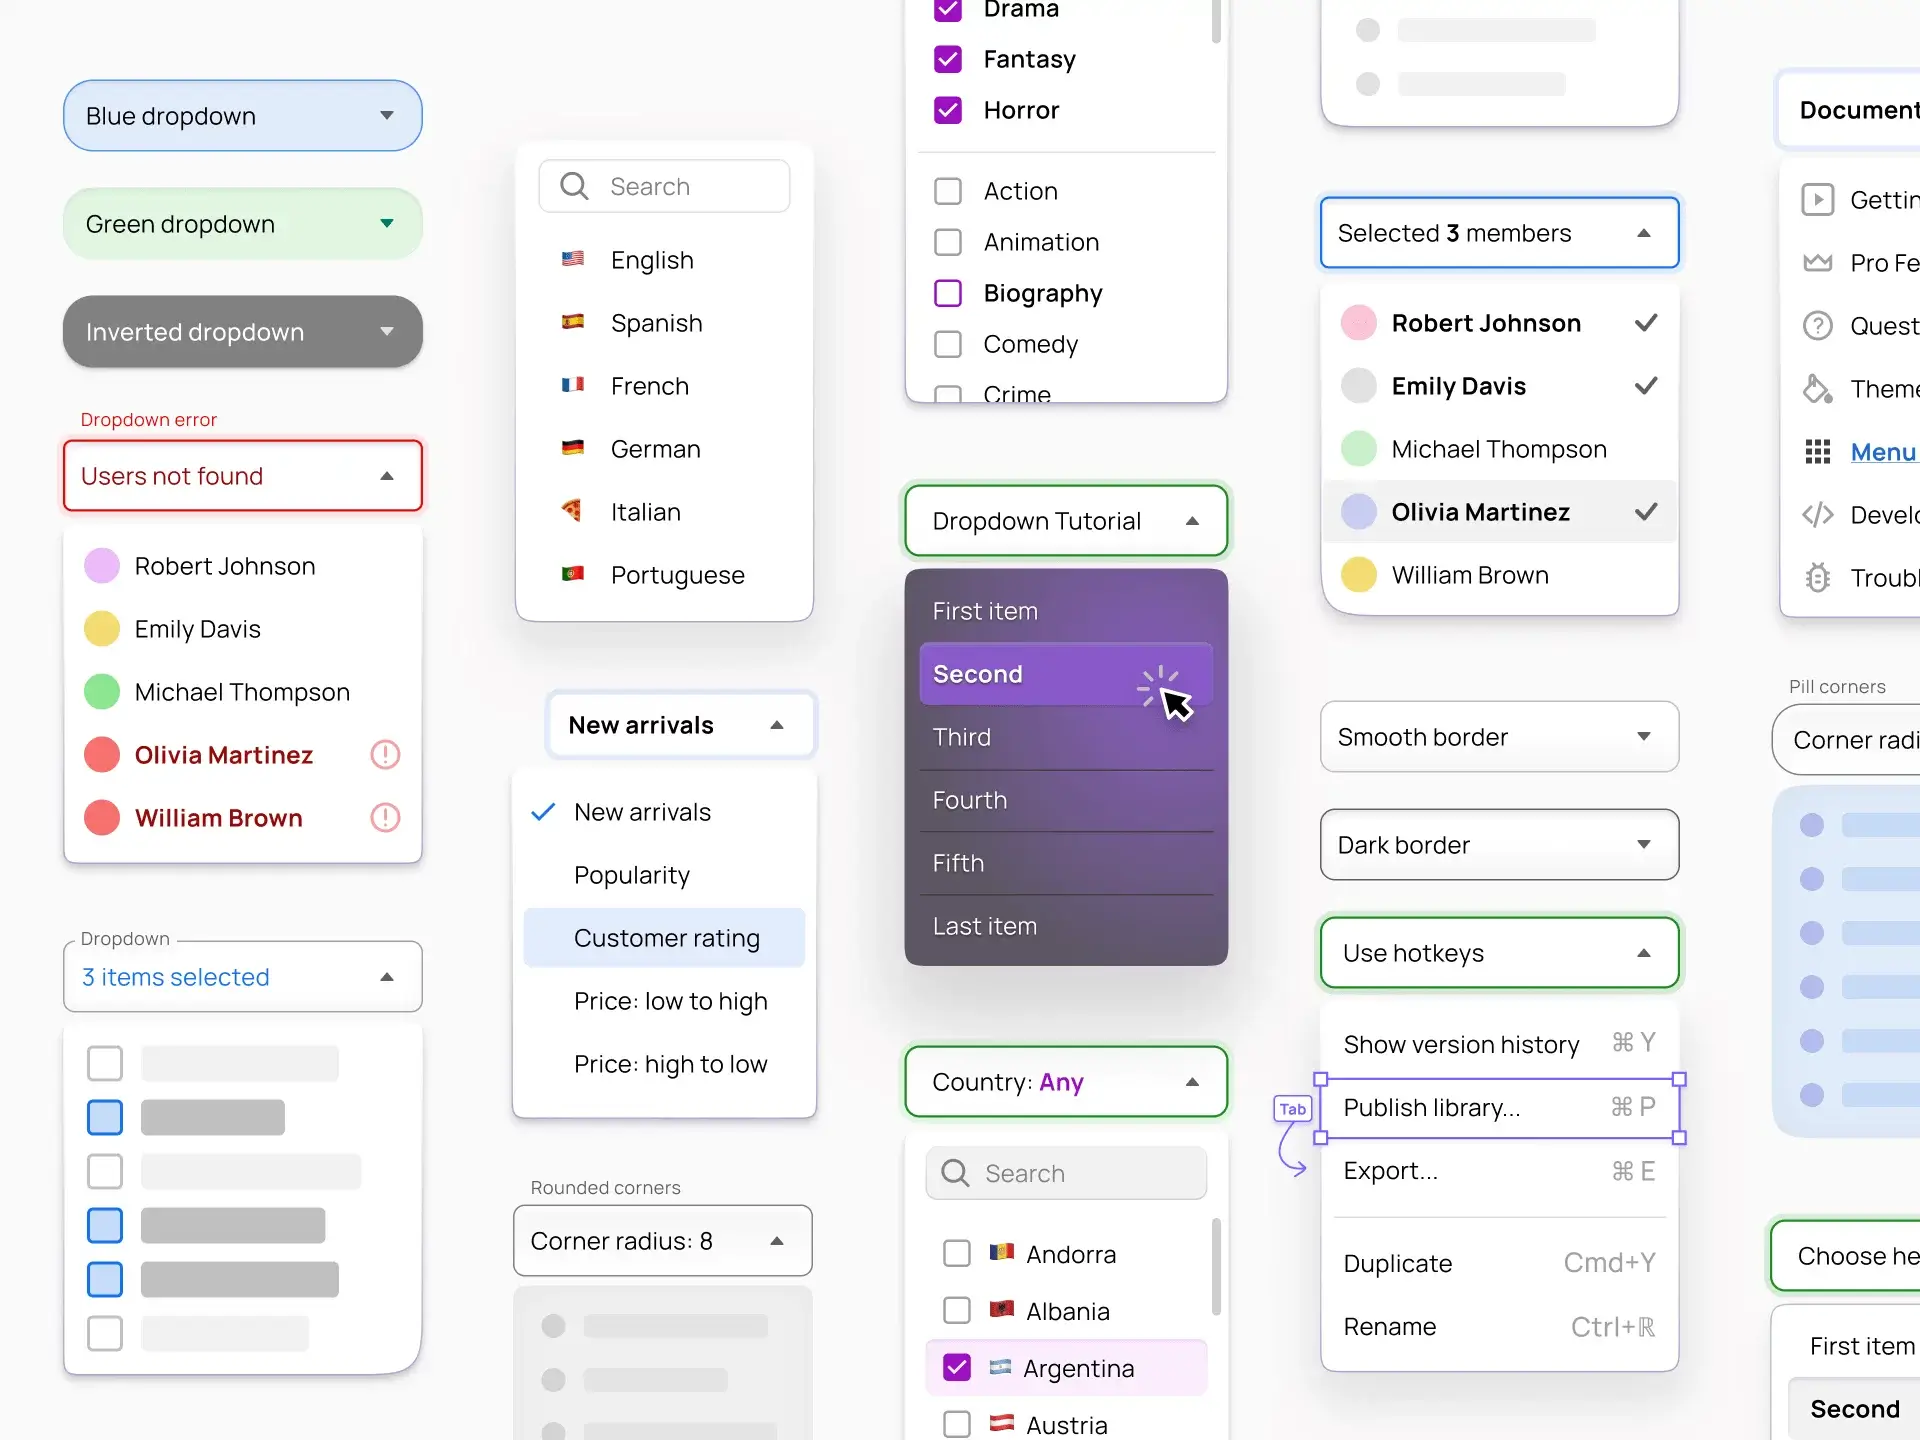 Blue dropdown
Green dropdown
Inverted dropdown
Dropdown error
Users not found
Robert Johnson
Emily Davis
Michael Thompson
Olivia Martinez
William Brown
Dropdown
3 items selected
Search
English
Spanish
French
German
Italian
Portuguese
New arrivals
New arrivals
Popularity
Customer rating
Price: low to high
Price: high to low
Rounded corners
Corner radius: 8
Drama
Fantasy
Horror
Action
Animation
Biography
Comedy
Crime
Dropdown Tutorial
First item
Second
Third
Fourth
Fifth
Last item
Country: Any
Search
Andorra
Albania
Argentina
Austria
Selected 3 members
Robert Johnson
Emily Davis
Michael Thompson
Olivia Martinez
William Brown
Smooth border
Dark border
Use hotkeys
Show version history ⌘ Y
Tab
Publish library... ⌘ P
Export... ⌘ E
Duplicate Cmd+Y
Rename Ctrl+ℝ
Document
Gettin
Pro Fe
Quest
Theme
Menu
Develo
Troubl
Pill corners
Corner radi
Choose he
First item
Second